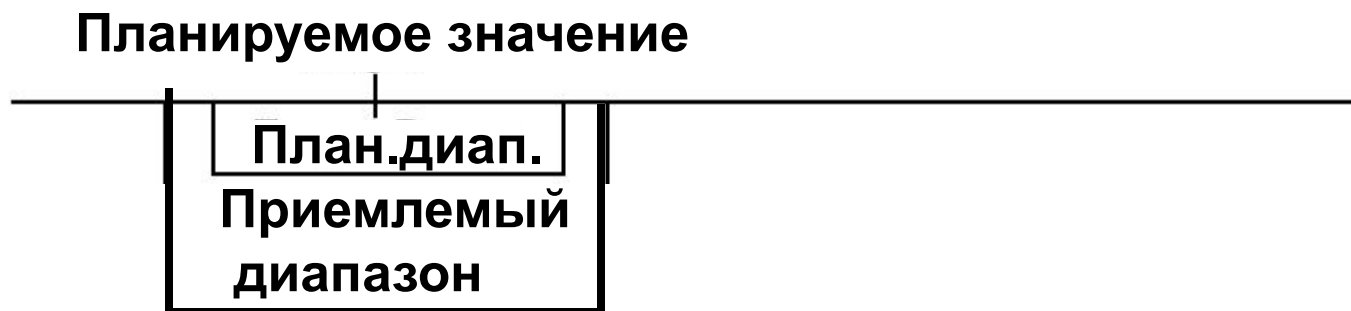 Планируемое значение
План.диап.
Приемлемый
диапазон